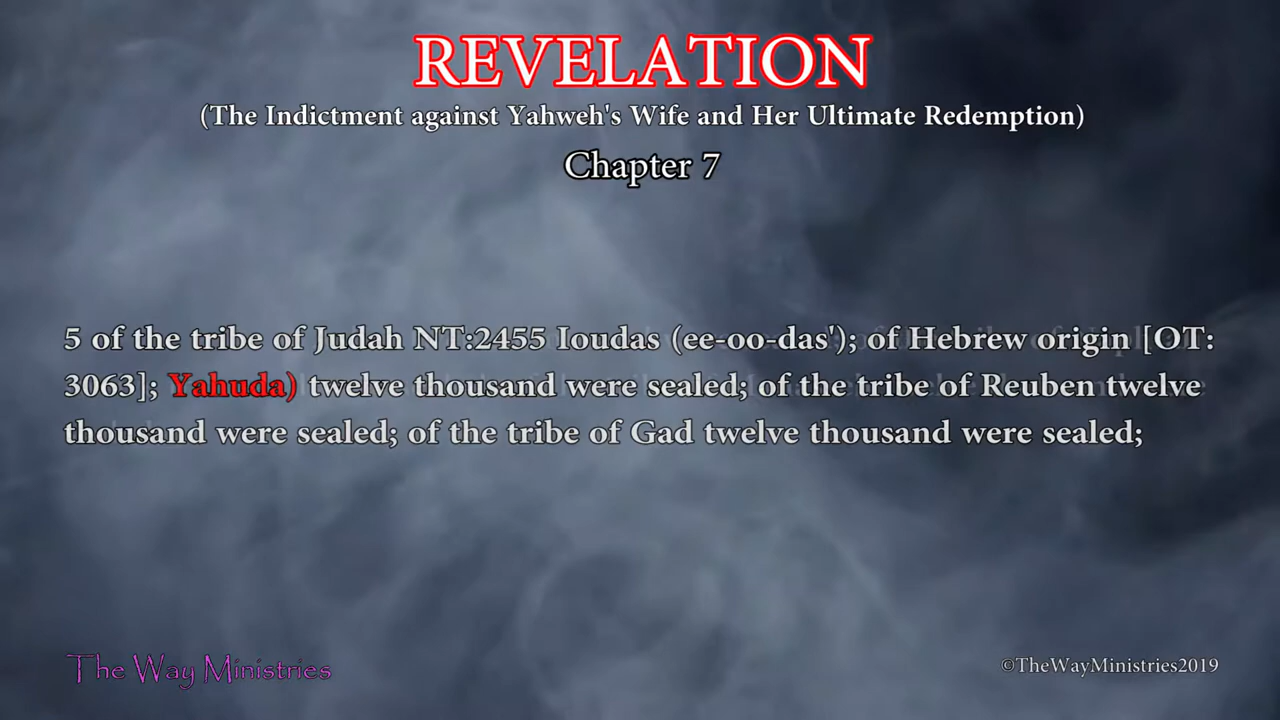 REVELATION
(The Indictment against Yahweh's Wife and Her Ultimate Redemption)
Chapter 7
5 of the tribe of Judah NT:2455 Ioudas (ee-oo-das'); of Hebrew origin [OT:
3063]; Yahuda) twelve thousand were sealed; of the tribe of Reuben twelve
thousand were sealed; of the tribe of Gad twelve thousand were sealed;
The Way Ministries
©TheWayMinistries2019